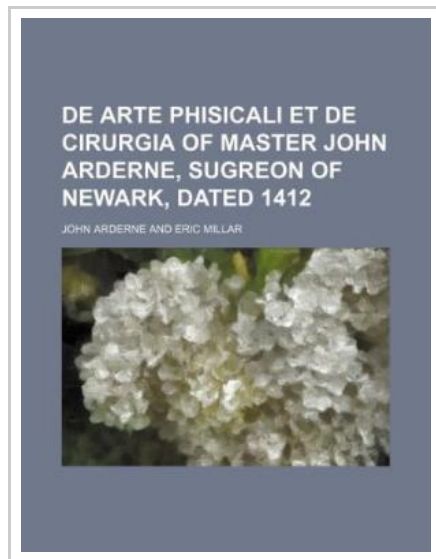 DE ARTE PHISICALI ET DE
CIRURGIA OF MASTER JOHN
ARDERNE, SUGREON OF
NEWARK, DATED 1412
JOHN ARDERNE AND ERIC MILLAR